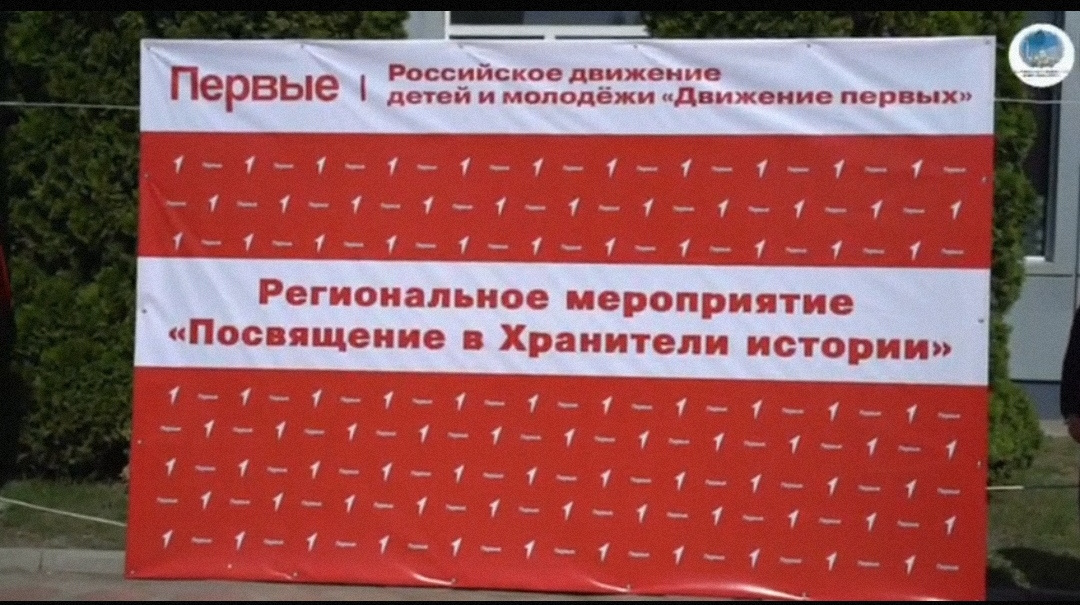 Первые | Российское движение
детей и молодёжи «Движение первых»
Региональное мероприятие
«Посвящение в Хранители истории»